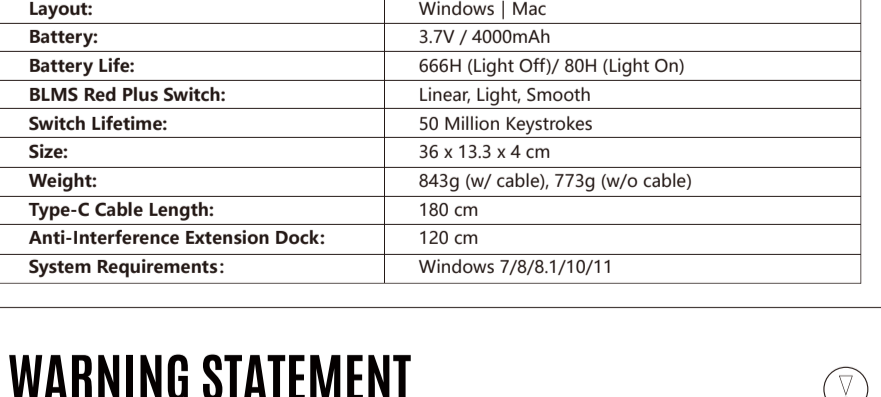 Layout: Windows | Mac
Battery: 3.7V / 4000mAh
Battery Life: 666H (Light Off)/ 80H (Light On)
BLMS Red Plus Switch: Linear, Light, Smooth
Switch Lifetime: 50 Million Keystrokes
Size: 36 x 13.3 x 4 cm
Weight: 843g (w/ cable), 773g (w/o cable)
Type-C Cable Length: 180 cm
Anti-Interference Extension Dock: 120 cm
System Requirements: Windows 7/8/8.1/10/11
WARNING STATEMENT